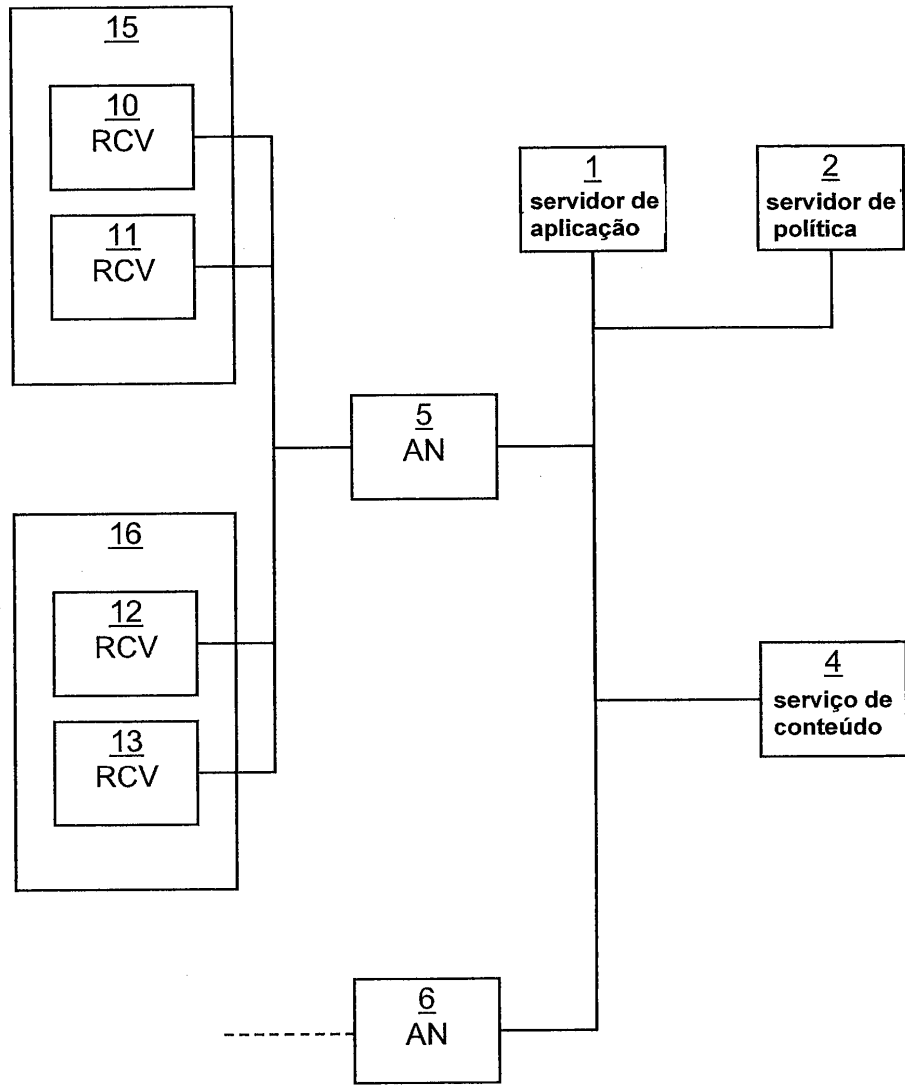 15
10
RCV
11
RCV
1
servidor de
aplicação
2
servidor de
política
5
AN
16
12
RCV
13
RCV
4
serviço de
conteúdo
6
AN